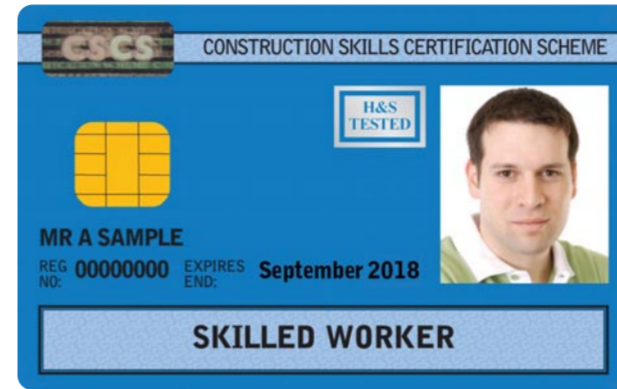 CSCS
CONSTRUCTION SKILLS CERTIFICATION SCHEME
H&S
TESTED
MR A SAMPLE
REG NO: 00000000 EXPIRES END: September 2018
SKILLED WORKER